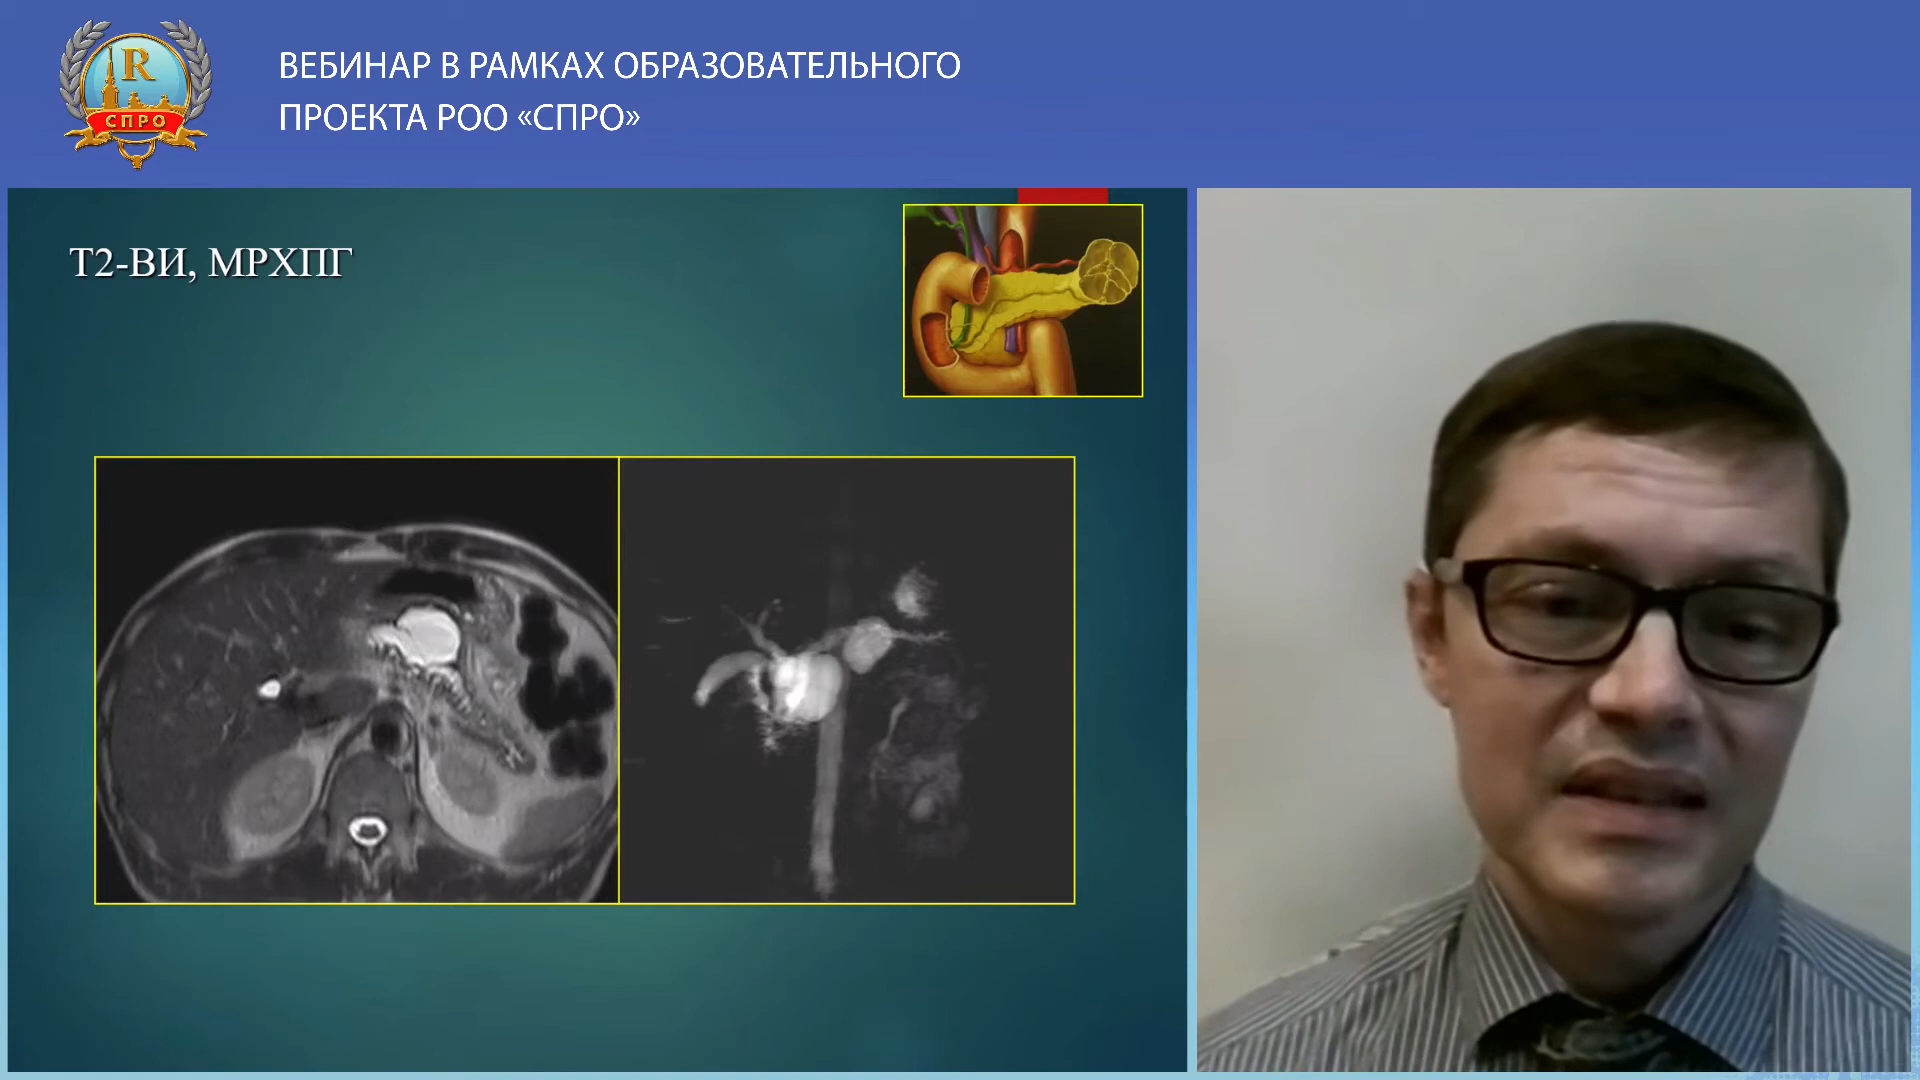 R
СПРО
ВЕБИНАР В РАМКАХ ОБРАЗОВАТЕЛЬНОГО
ПРОЕКТА РОО «СПРО»
Т2-ВИ, МРХПГ